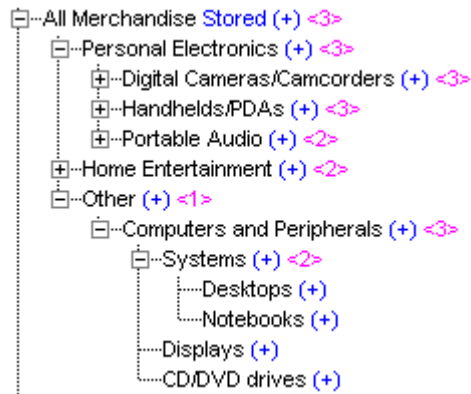 All Merchandise Stored (+) <3>
Personal Electronics (+) <3>
Digital Cameras/Camcorders (+) <3>
Handhelds/PDAs (+) <3>
Portable Audio (+) <2>
Home Entertainment (+) <2>
Other (+) <1>
Computers and Peripherals (+) <3>
Systems (+) <2>
Desktops (+)
Notebooks (+)
Displays (+)
CD/DVD drives (+)